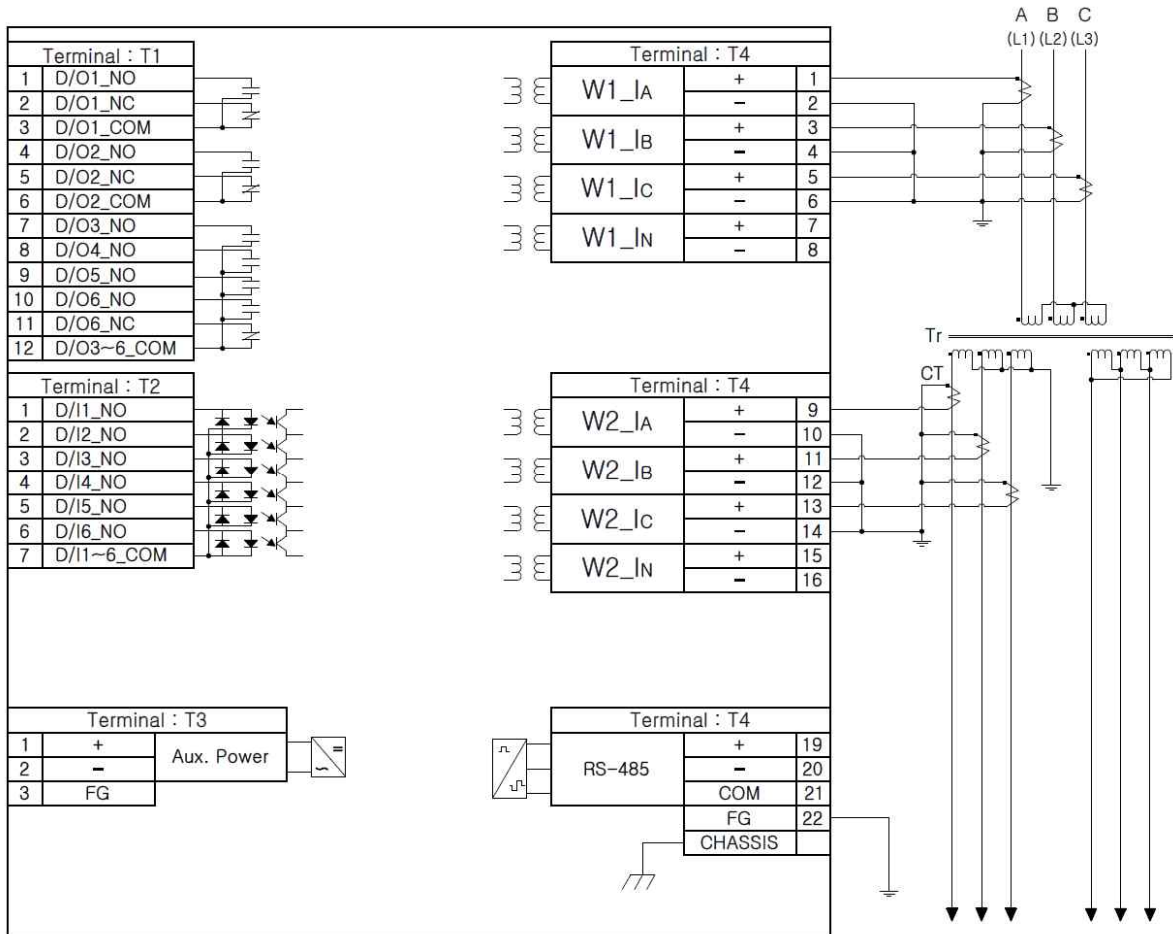 A B C
(L1) (L2) (L3)
Terminal : T1
1 D/O1_NO
2 D/O1_NC
3 D/O1_COM
4 D/O2_NO
5 D/O2_NC
6 D/O2_COM
7 D/O3_NO
8 D/O4_NO
9 D/O5_NO
10 D/O6_NO
11 D/O6_NC
12 D/O3~6_COM
Terminal : T4
W1_IA + 1
− 2
W1_IB + 3
− 4
W1_IC + 5
− 6
W1_IN + 7
− 8
Tr
CT
Terminal : T2
1 D/I1_NO
2 D/I2_NO
3 D/I3_NO
4 D/I4_NO
5 D/I5_NO
6 D/I6_NO
7 D/I1~6_COM
Terminal : T4
W2_IA + 9
− 10
W2_IB + 11
− 12
W2_IC + 13
− 14
W2_IN + 15
− 16
Terminal : T3
1 + Aux. Power
2 −
3 FG
Terminal : T4
RS-485 + 19
− 20
COM 21
FG 22
CHASSIS